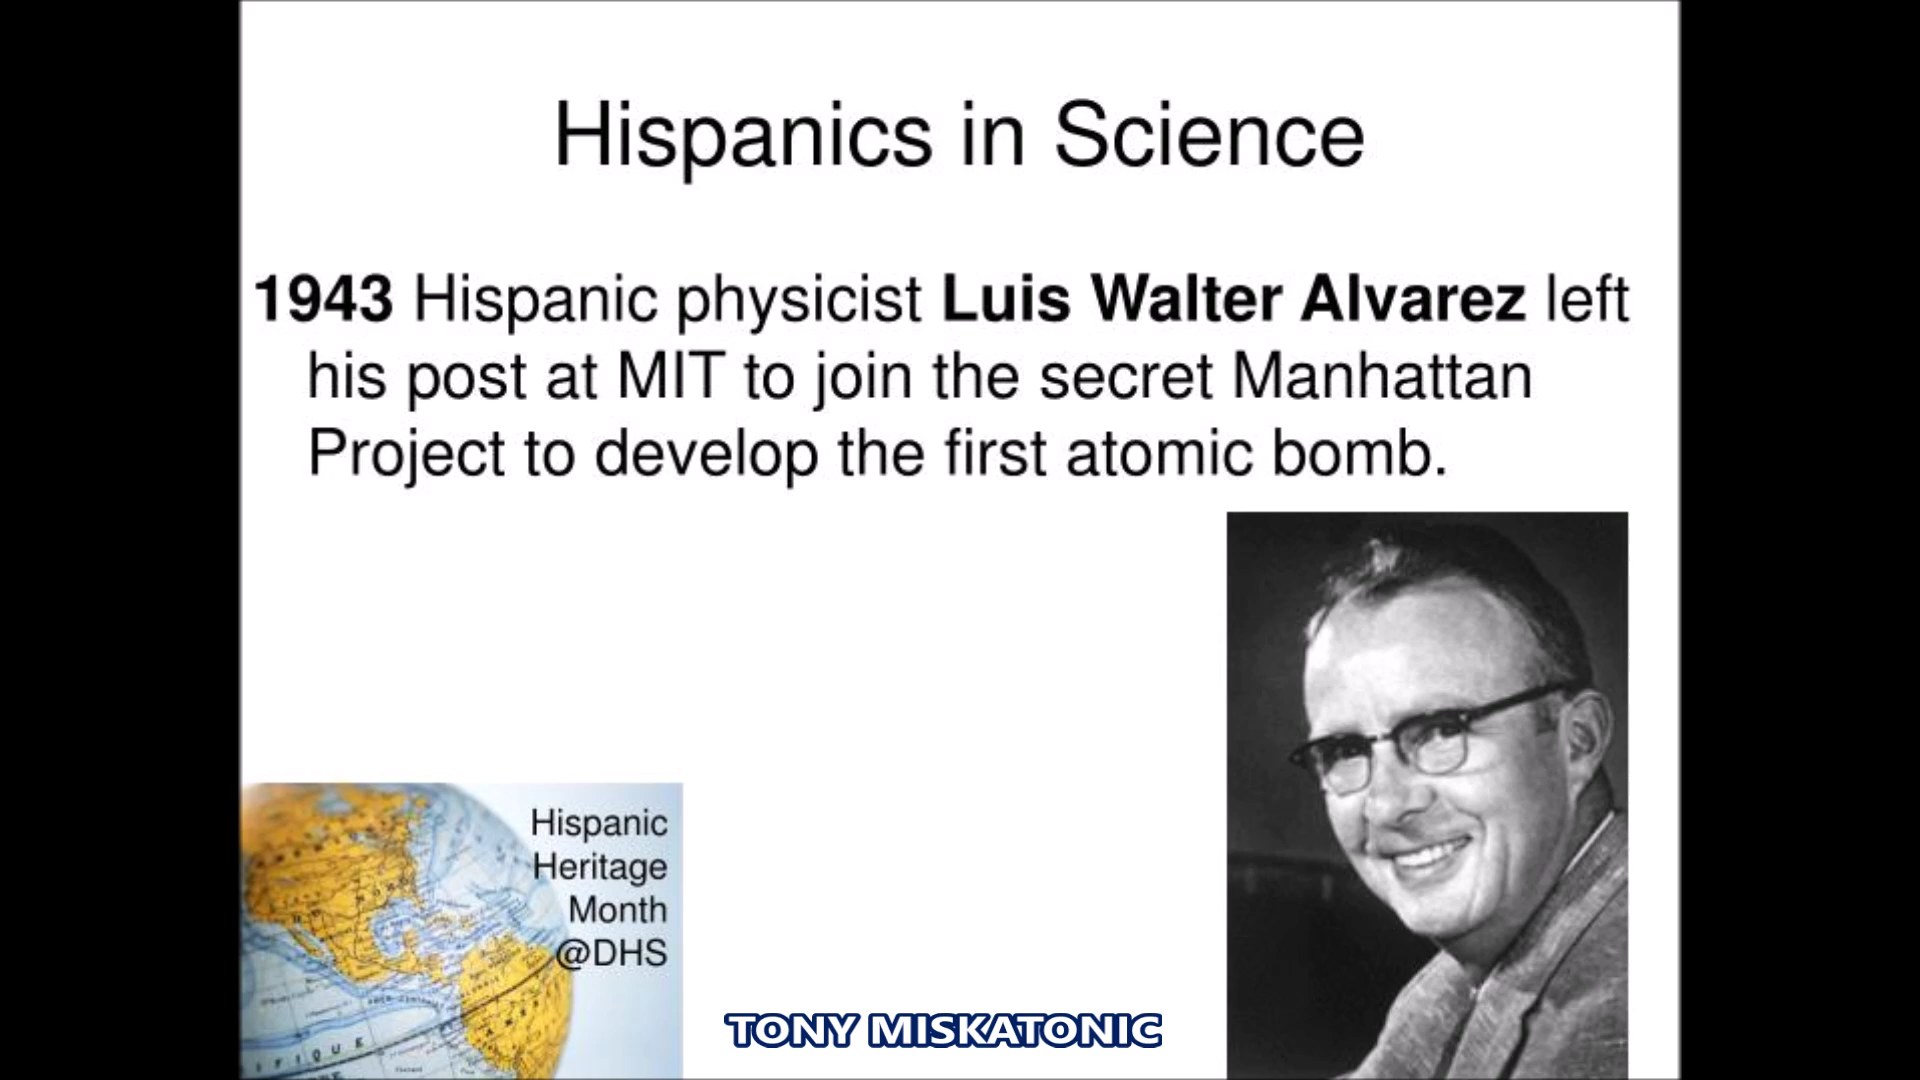 Hispanics in Science
1943 Hispanic physicist Luis Walter Alvarez left
his post at MIT to join the secret Manhattan
Project to develop the first atomic bomb.
Hispanic
Heritage
Month
@DHS
TONY MISKATONIC